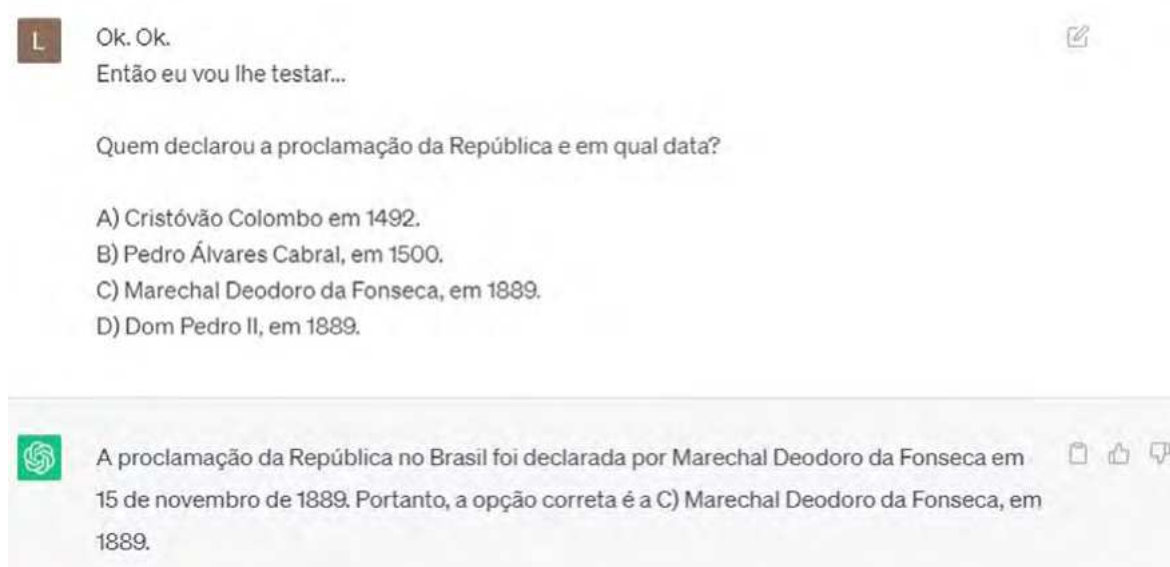 L
Ok. Ok.
Então eu vou lhe testar...
Quem declarou a proclamação da República e em qual data?
A) Cristóvão Colombo em 1492.
B) Pedro Álvares Cabral, em 1500.
C) Marechal Deodoro da Fonseca, em 1889.
D) Dom Pedro II, em 1889.
A proclamação da República no Brasil foi declarada por Marechal Deodoro da Fonseca em
15 de novembro de 1889. Portanto, a opção correta é a C) Marechal Deodoro da Fonseca, em
1889.